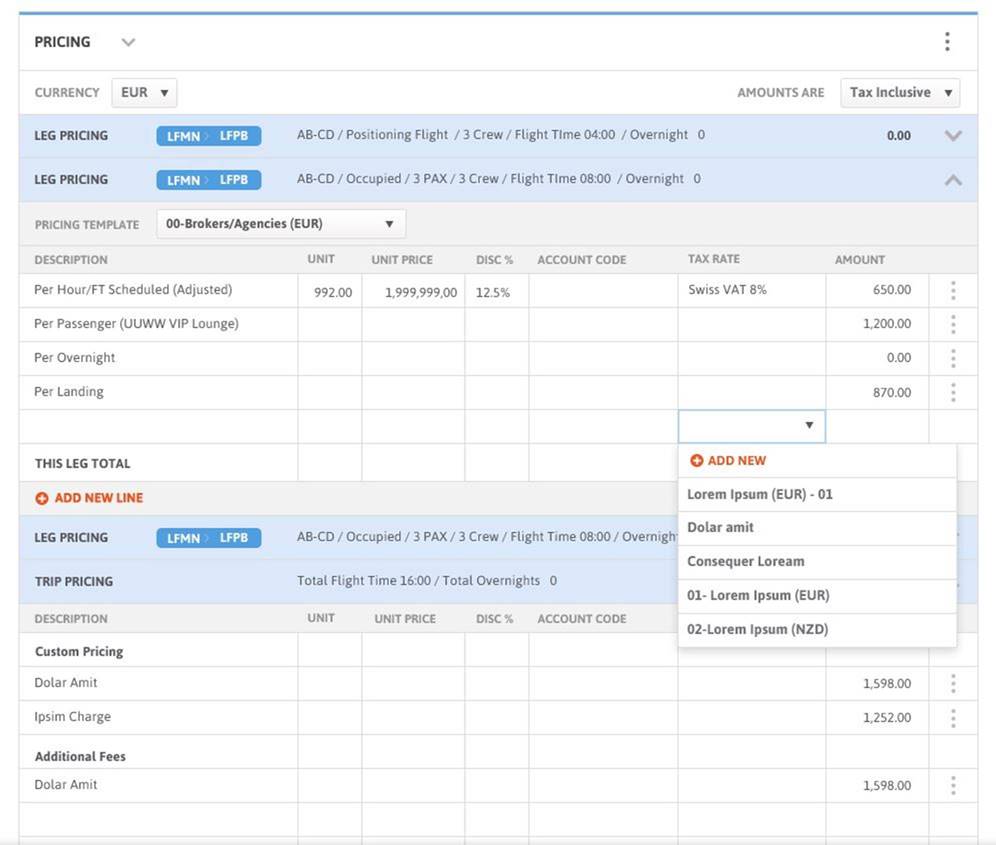 PRICING
CURRENCY EUR AMOUNTS ARE Tax Inclusive
LEG PRICING LFMN LFPB AB-CD / Positioning Flight / 3 Crew / Flight TIme 04:00 / Overnight 0 0.00
LEG PRICING LFMN LFPB AB-CD / Occupied / 3 PAX / 3 Crew / Flight TIme 08:00 / Overnight 0
PRICING TEMPLATE 00-Brokers/Agencies (EUR)
DESCRIPTION UNIT UNIT PRICE DISC % ACCOUNT CODE TAX RATE AMOUNT
Per Hour/FT Scheduled (Adjusted) 992.00 1,999,999,00 12.5% Swiss VAT 8% 650.00
Per Passenger (UUWW VIP Lounge) 1,200.00
Per Overnight 0.00
Per Landing 870.00
THIS LEG TOTAL
ADD NEW
Lorem Ipsum (EUR) - 01
Dolar amit
Consequer Loream
01- Lorem Ipsum (EUR)
02-Lorem Ipsum (NZD)
ADD NEW LINE
LEG PRICING LFMN LFPB AB-CD / Occupied / 3 PAX / 3 Crew / Flight Time 08:00 / Overnigh
TRIP PRICING Total Flight Time 16:00 / Total Overnights 0
DESCRIPTION UNIT UNIT PRICE DISC % ACCOUNT CODE
Custom Pricing
Dolar Amit 1,598.00
Ipsim Charge 1,252.00
Additional Fees
Dolar Amit 1,598.00